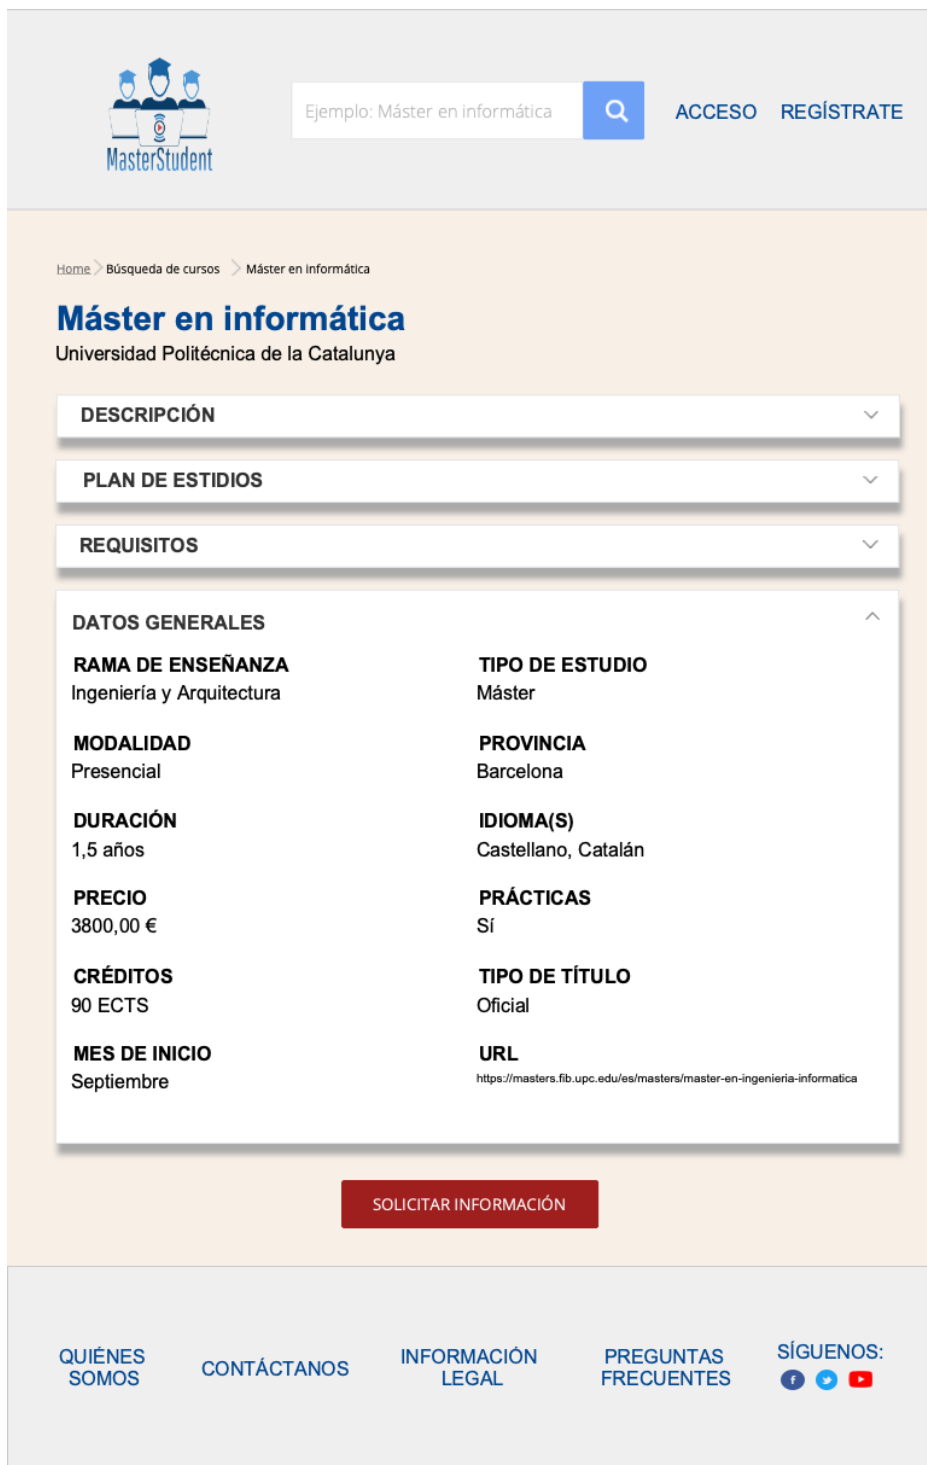 MasterStudent
Ejemplo: Máster en informática
ACCESO
REGÍSTRATE
Home
Búsqueda de cursos
Máster en informática
Máster en informática
Universidad Politécnica de la Catalunya
DESCRIPCIÓN
PLAN DE ESTIDIOS
REQUISITOS
DATOS GENERALES
RAMA DE ENSEÑANZA
Ingeniería y Arquitectura
TIPO DE ESTUDIO
Máster
MODALIDAD
Presencial
PROVINCIA
Barcelona
DURACIÓN
1,5 años
IDIOMA(S)
Castellano, Catalán
PRECIO
3800,00 €
PRÁCTICAS
Sí
CRÉDITOS
90 ECTS
TIPO DE TÍTULO
Oficial
MES DE INICIO
Septiembre
URL
https://masters.fib.upc.edu/es/masters/master-en-ingenieria-informatica
SOLICITAR INFORMACIÓN
QUIÉNES
SOMOS
CONTÁCTANOS
INFORMACIÓN
LEGAL
PREGUNTAS
FRECUENTES
SÍGUENOS: